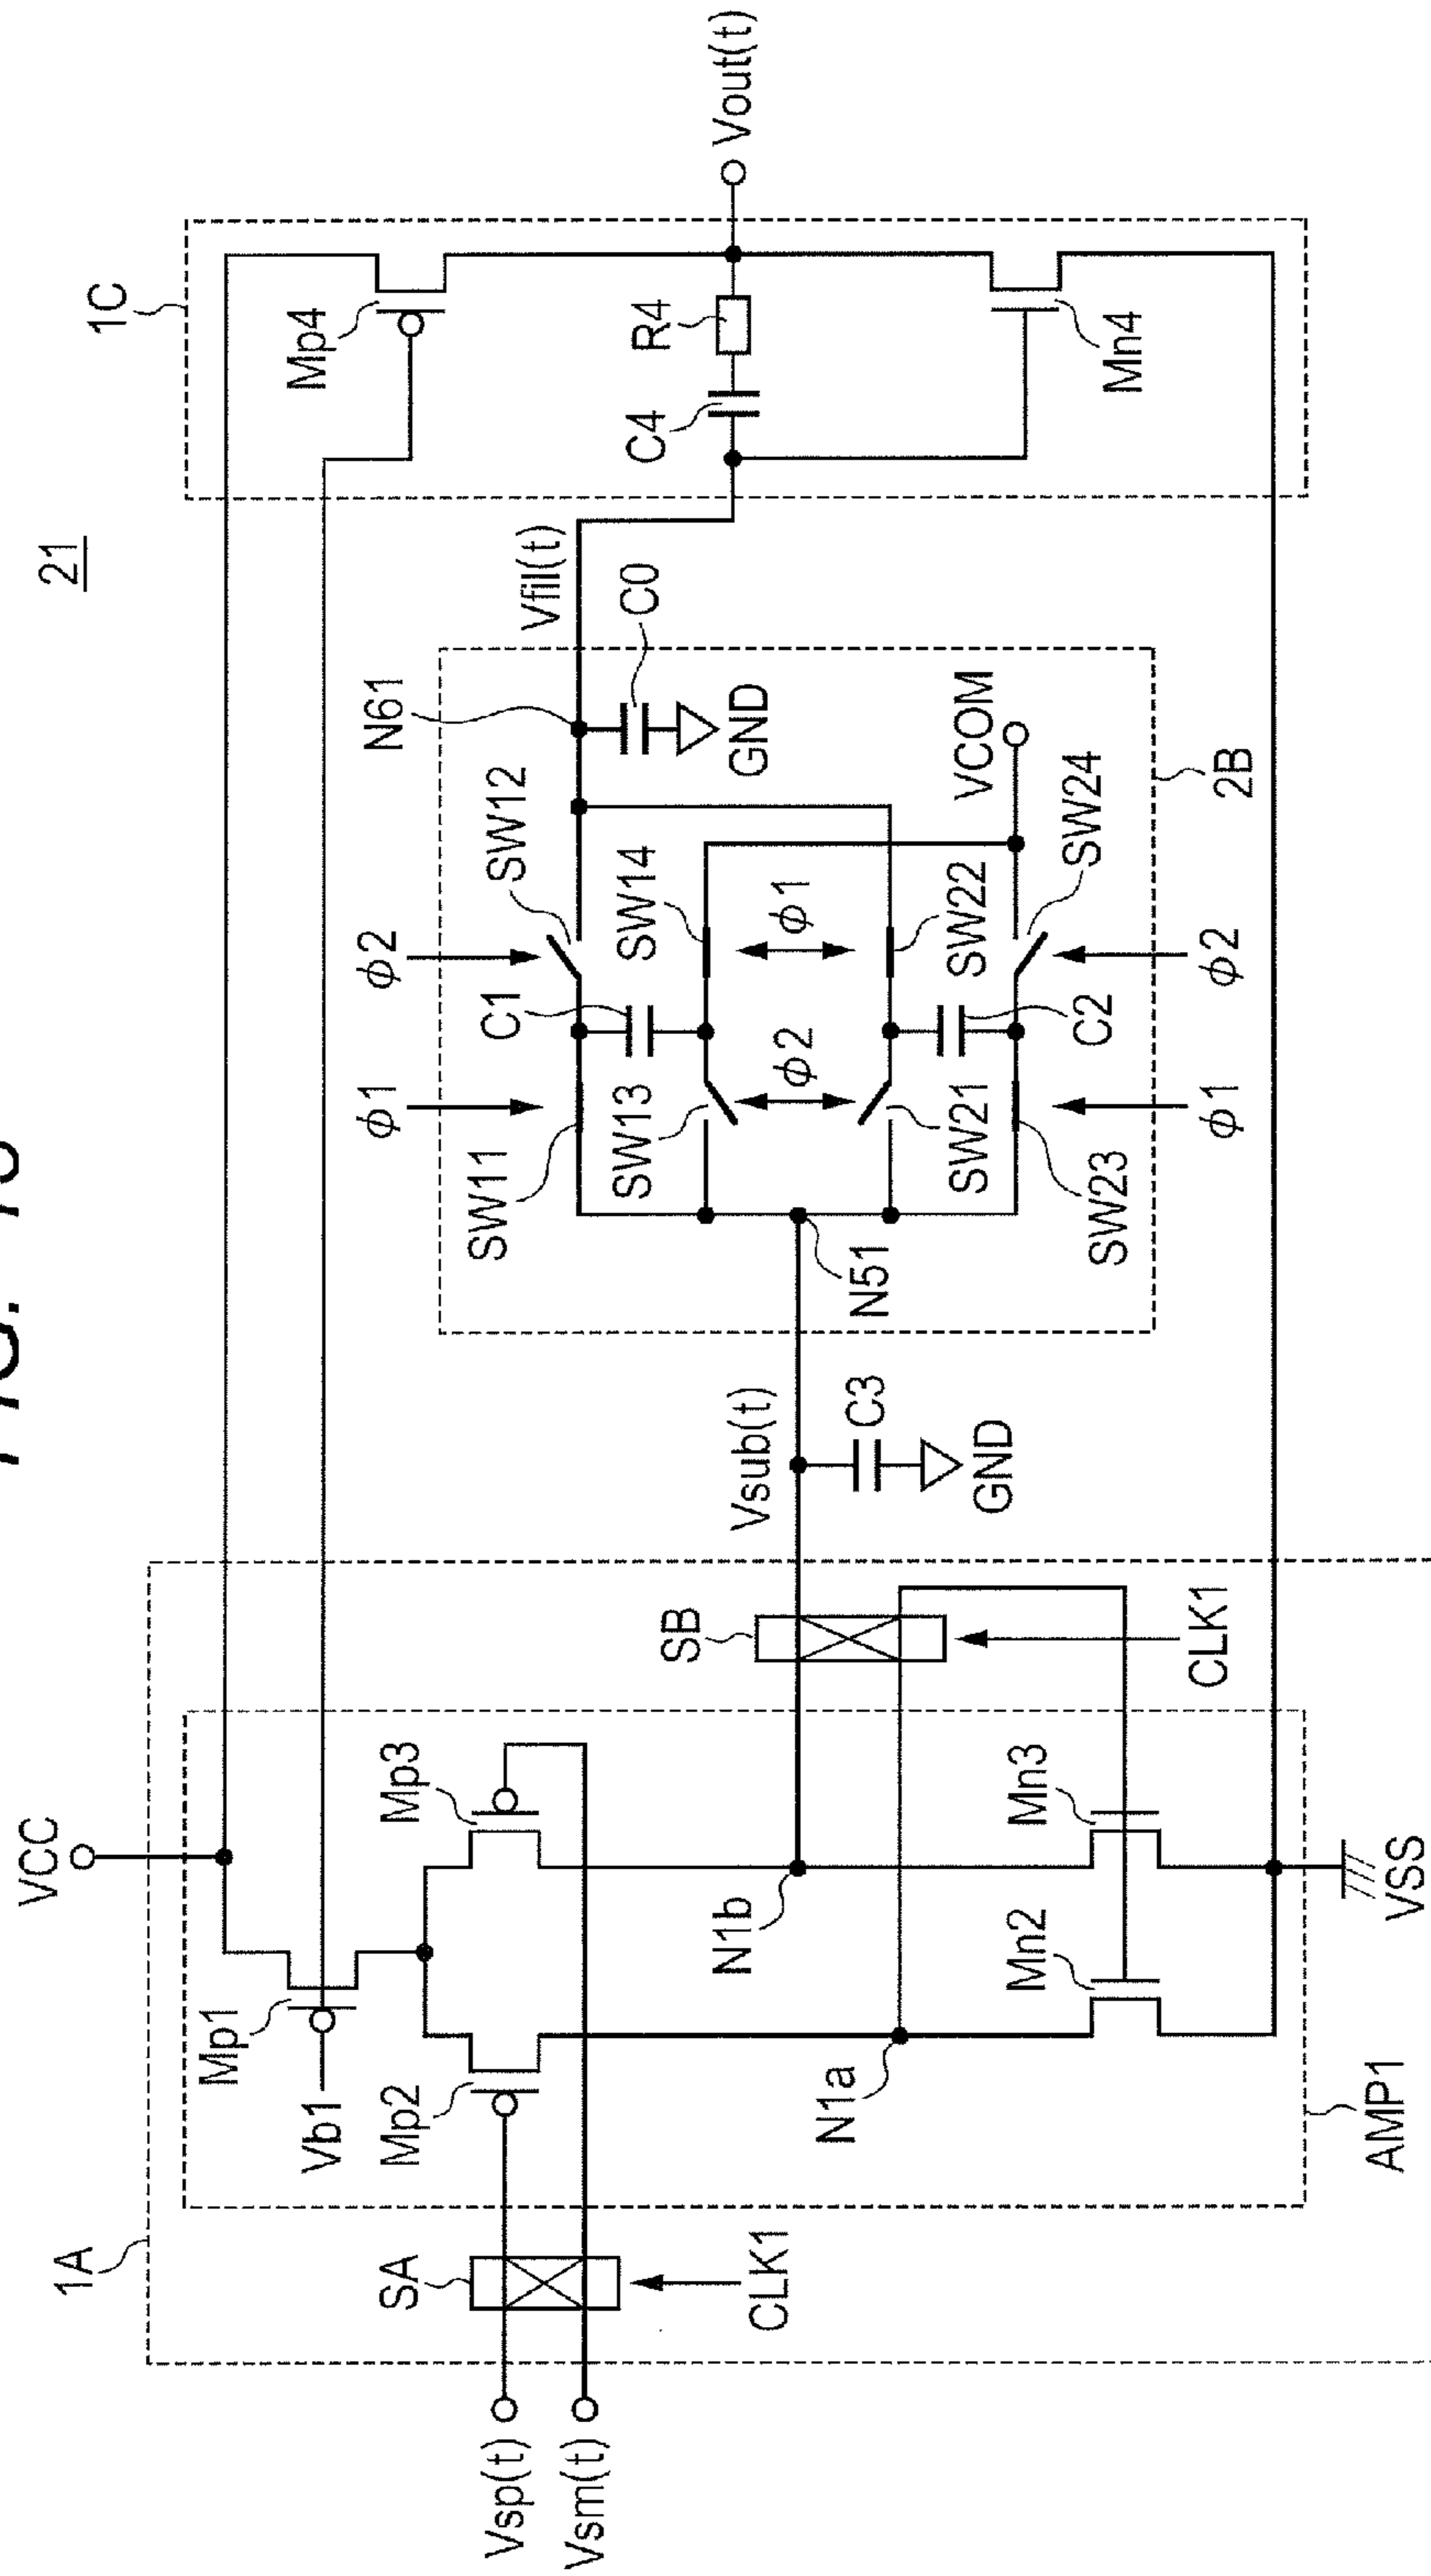 21
VCC
1A
1C
Mp1
Vb1
Mp2
Mp3
Mp4
SA
CLK1
Vsp(t)
Vsm(t)
N1b
N1a
Mn2
Mn3
AMP1
VSS
SB
CLK1
Vsub(t)
C3
GND
N51
φ1
φ2
SW11
C1
SW12
N61
Vfil(t)
C0
GND
SW13
SW14
φ2
φ1
SW21
SW22
VCOM
SW23
C2
SW24
φ1
φ2
2B
C4
R4
Mn4
Vout(t)